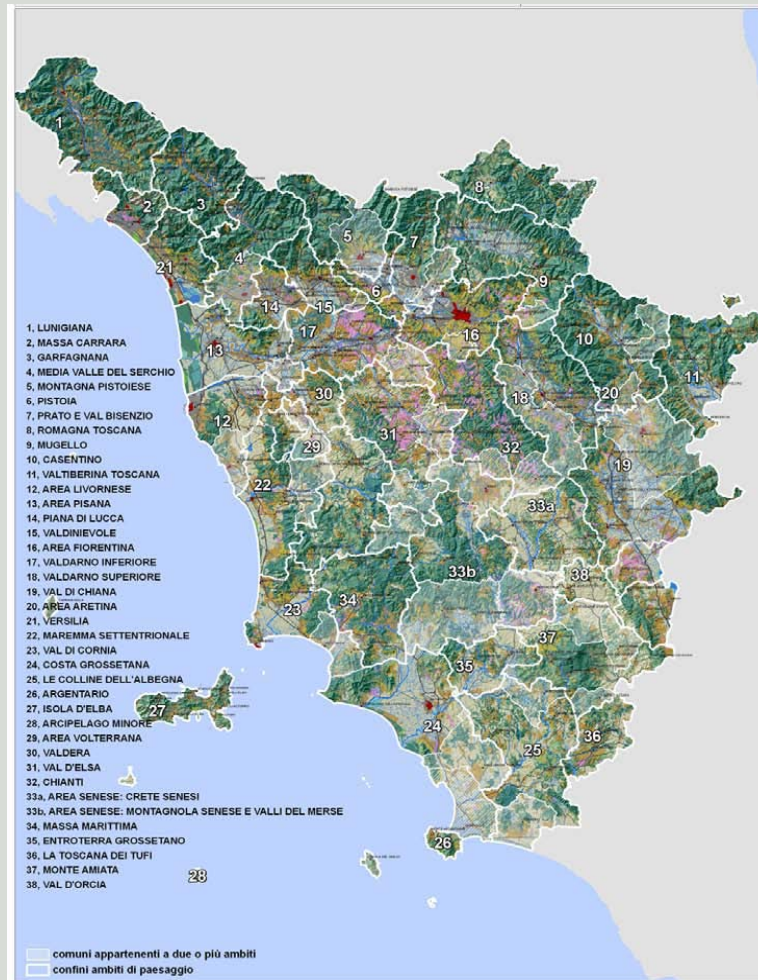 1
2
3
4
5
6
7
8
9
10
11
12
13
14
15
16
17
18
19
20
21
22
23
24
25
26
27
28
29
30
31
32
33a
33b
34
35
36
37
38
1, LUNIGIANA
2, MASSA CARRARA
3, GARFAGNANA
4, MEDIA VALLE DEL SERCHIO
5, MONTAGNA PISTOIESE
6, PISTOIA
7, PRATO E VAL BISENZIO
8, ROMAGNA TOSCANA
9, MUGELLO
10, CASENTINO
11, VALTIBERINA TOSCANA
12, AREA LIVORNESE
13, AREA PISANA
14, PIANA DI LUCCA
15, VALDINIEVOLE
16, AREA FIORENTINA
17, VALDARNO INFERIORE
18, VALDARNO SUPERIORE
19, VAL DI CHIANA
20, AREA ARETINA
21, VERSILIA
22, MAREMMA SETTENTRIONALE
23, VAL DI CORNIA
24, COSTA GROSSETANA
25, LE COLLINE DELL'ALBEGNA
26, ARGENTARIO
27, ISOLA D'ELBA
28, ARCIPELAGO MINORE
29, AREA VOLTERRANA
30, VALDERA
31, VAL D'ELSA
32, CHIANTI
33a, AREA SENESE: CRETE SENESI
33b, AREA SENESE: MONTAGNOLA SENESE E VALLI DEL MERSE
34, MASSA MARITTIMA
35, ENTROTERRA GROSSETANO
36, LA TOSCANA DEI TUFI
37, MONTE AMIATA
38, VAL D'ORCIA
comuni appartenenti a due o più ambiti
confini ambiti di paesaggio